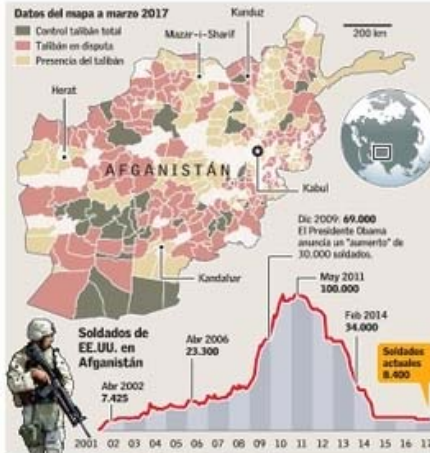 Datos del mapa a marzo 2017
Control talibán total
Talibán en disputa
Presencia del talibán
Kunduz
Mazar-i-Sharif
200 km
Herat
AFGANISTÁN
Kabul
Kandahar
Dic 2009: 69.000
El Presidente Obama
anuncia un "aumento" de
30.000 soldados.
May 2011
100.000
Feb 2014
34.000
Soldados
actuales
8.400
Soldados de
EE.UU. en
Afganistán
Abr 2006
23.300
Abr 2002
7.425
2001 02 03 04 05 06 07 08 09 10 11 12 13 14 15 16 17